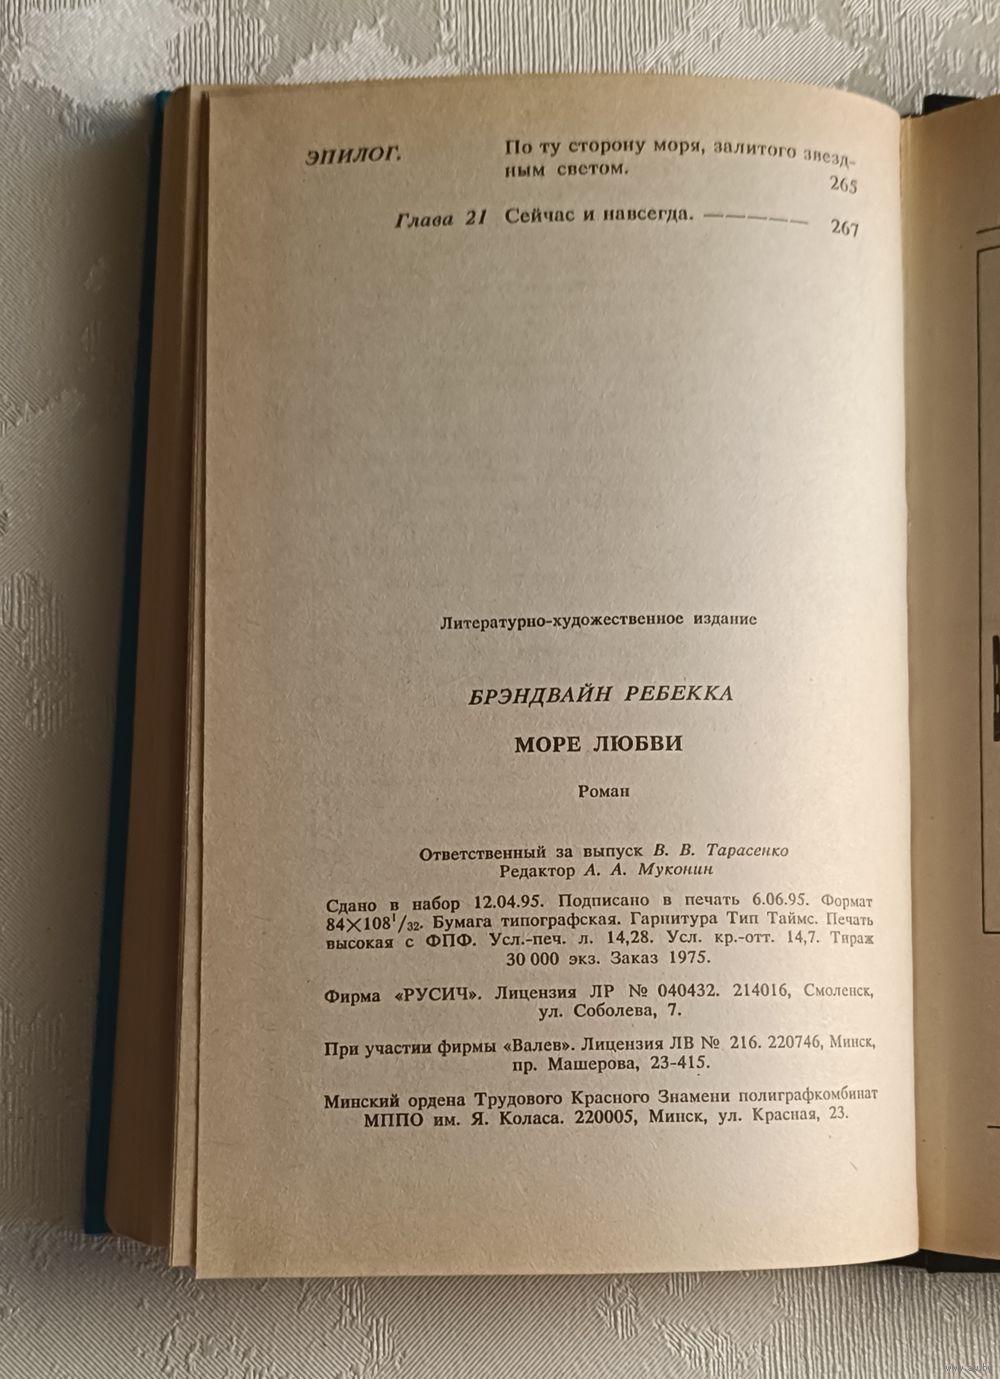 ЭПИЛОГ. По ту сторону моря, залитого звезд-
ным светом. 265
Глава 21 Сейчас и навсегда. ————— 267
Литературно-художественное издание
БРЭНДВАЙН РЕБЕККА
МОРЕ ЛЮБВИ
Роман
Ответственный за выпуск В. В. Тарасенко
Редактор А. А. Муконин
Сдано в набор 12.04.95. Подписано в печать 6.06.95. Формат
84×108¹/₃₂. Бумага типографская. Гарнитура Тип Таймс. Печать
высокая с ФПФ. Усл.-печ. л. 14,28. Усл. кр.-отт. 14,7. Тираж
30 000 экз. Заказ 1975.
Фирма «РУСИЧ». Лицензия ЛР № 040432. 214016, Смоленск,
ул. Соболева, 7.
При участии фирмы «Валев». Лицензия ЛВ № 216. 220746, Минск,
пр. Машерова, 23-415.
Минский ордена Трудового Красного Знамени полиграфкомбинат
МППО им. Я. Коласа. 220005, Минск, ул. Красная, 23.